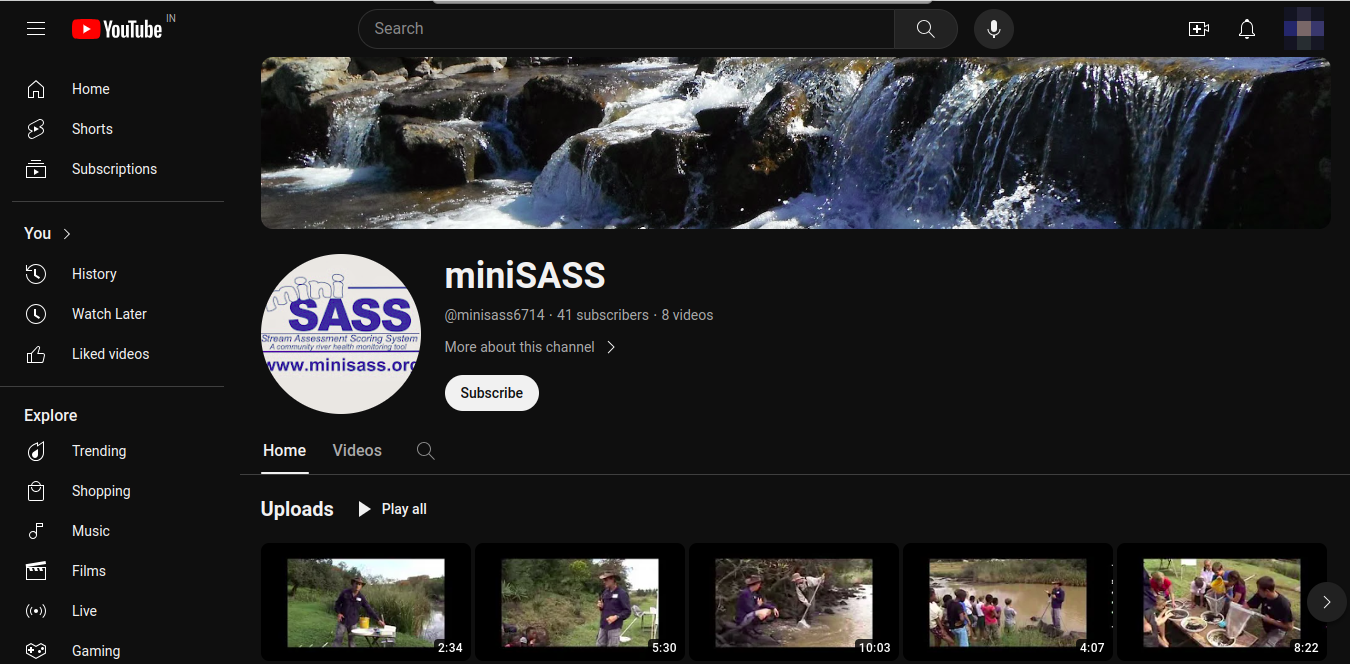 YouTube IN
Search
Home
Shorts
Subscriptions
You
History
Watch Later
Liked videos
Explore
Trending
Shopping
Music
Films
Live
Gaming
mini
SASS
Stream Assessment Scoring System
A community river health monitoring tool
www.minisass.org
miniSASS
@minisass6714 · 41 subscribers · 8 videos
More about this channel
Subscribe
Home Videos
Uploads Play all
2:34 5:30 10:03 4:07 8:22